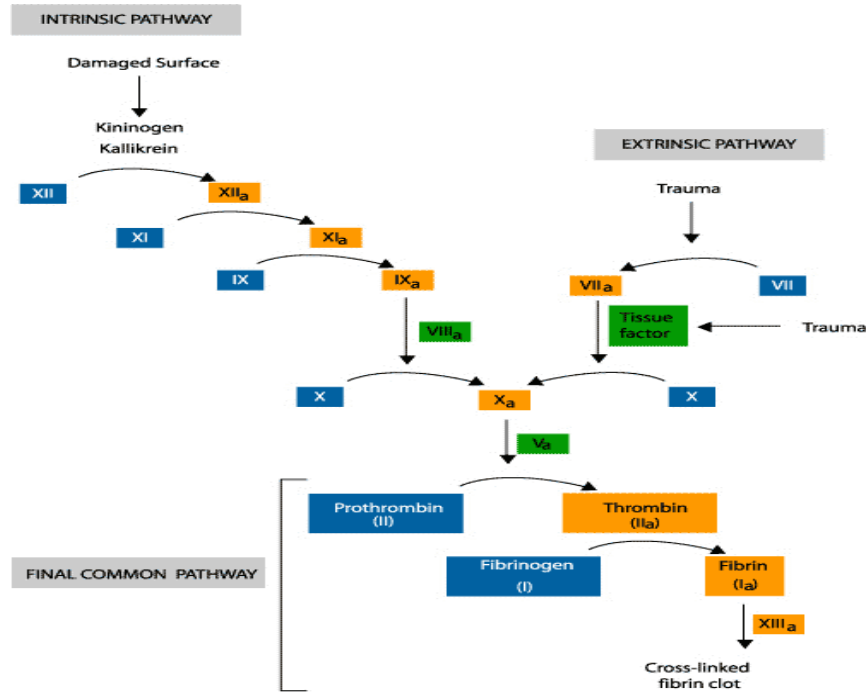 INTRINSIC PATHWAY
Damaged Surface
Kininogen
Kallikrein
EXTRINSIC PATHWAY
XII
XIIa
Trauma
XI
XIa
IX
IXa
VIIa
VII
VIIIa
Tissue
factor
Trauma
X
Xa
X
Va
Prothrombin
(II)
Thrombin
(IIa)
FINAL COMMON PATHWAY
Fibrinogen
(I)
Fibrin
(Ia)
XIIIa
Cross-linked
fibrin clot